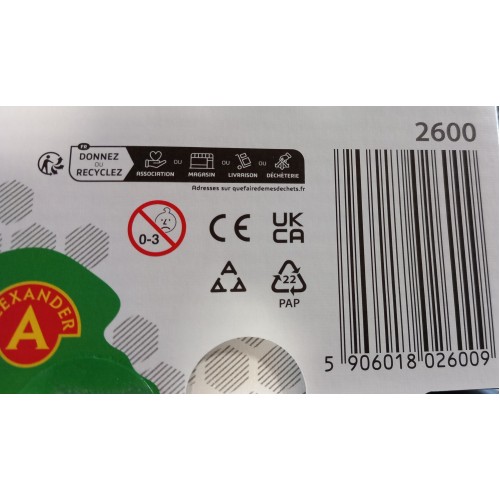 2600
FR
DONNEZ
OU
RECYCLEZ
ASSOCIATION OU MAGASIN OU LIVRAISON OU DÉCHÈTERIE
Adresses sur quefairedemesdechets.fr
0-3
CE
UK
CA
22
PAP
EXANDER
A
5 906018 026009